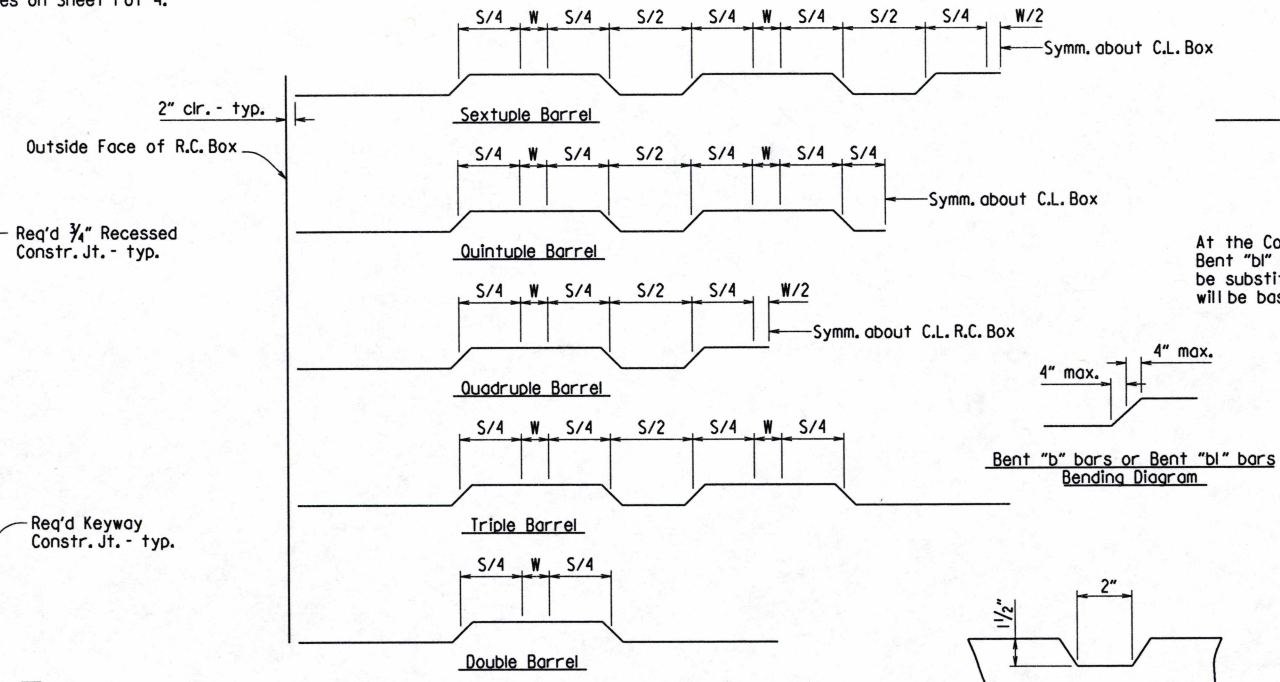 es on Sheet 1 of 4.
S/4 W S/4 S/2 S/4 W S/4 S/2 S/4 W/2
Symm. about C.L. Box
2" clr. - typ.
Sextuple Barrel
Outside Face of R.C. Box
S/4 W S/4 S/2 S/4 W S/4 S/4
Symm. about C.L. Box
Req'd 3/4" Recessed
Constr. Jt. - typ.
Quintuple Barrel
At the Co
Bent "b1"
be substit
will be bas
S/4 W S/4 S/2 S/4 W/2
Symm. about C.L. R.C. Box
Quadruple Barrel
4" max.
4" max.
Bent "b" bars or Bent "b1" bars
Bending Diagram
S/4 W S/4 S/2 S/4 W S/4
Triple Barrel
Req'd Keyway
Constr. Jt. - typ.
S/4 W S/4
Double Barrel
2"
1 1/2"